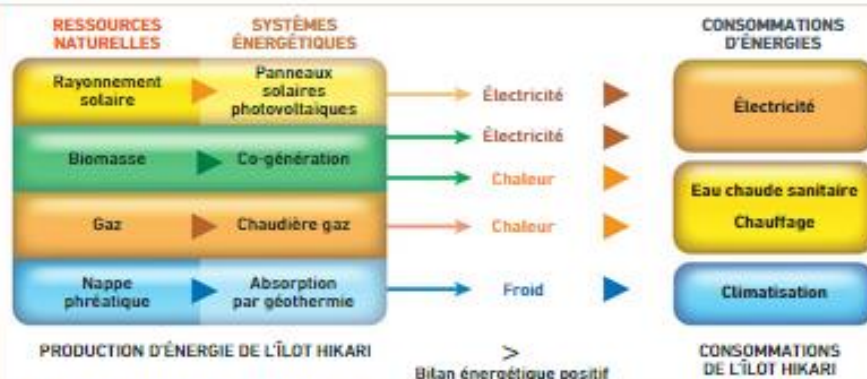 RESSOURCES
NATURELLES
SYSTÈMES
ÉNERGÉTIQUES
CONSOMMATIONS
D'ÉNERGIES
Rayonnement
solaire
Panneaux
solaires
photovoltaïques
Électricité
Électricité
Biomasse
Co-génération
Électricité
Chaleur
Eau chaude sanitaire
Chauffage
Gaz
Chaudière gaz
Chaleur
Nappe
phréatique
Absorption
par géothermie
Froid
Climatisation
PRODUCTION D'ÉNERGIE DE L'ÎLOT HIKARI
>
Bilan énergétique positif
CONSOMMATIONS
DE L'ÎLOT HIKARI